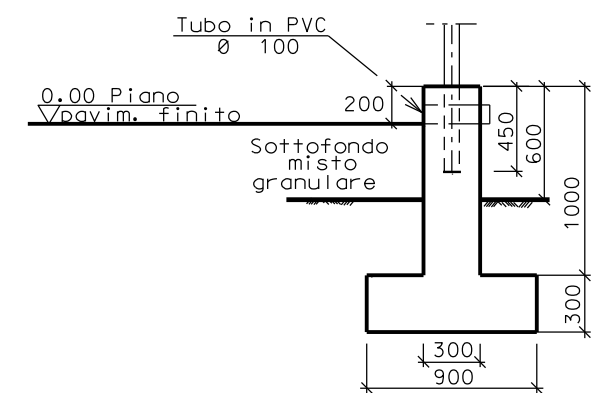 Tubo in PVC
Ø 100
0.00 Piano
pavim. finito
200
Sottofondo
misto
granulare
450
600
1000
300
300
900